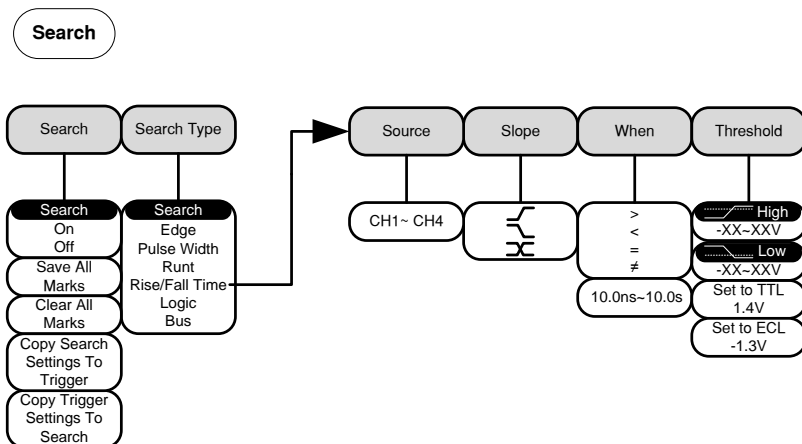 Search
Search
Search
On
Off
Save All
Marks
Clear All
Marks
Copy Search
Settings To
Trigger
Copy Trigger
Settings To
Search
Search Type
Search
Edge
Pulse Width
Runt
Rise/Fall Time
Logic
Bus
Source
CH1~ CH4
Slope
When
>
<
=
≠
10.0ns~10.0s
Threshold
High
-XX~XXV
Low
-XX~XXV
Set to TTL
1.4V
Set to ECL
-1.3V